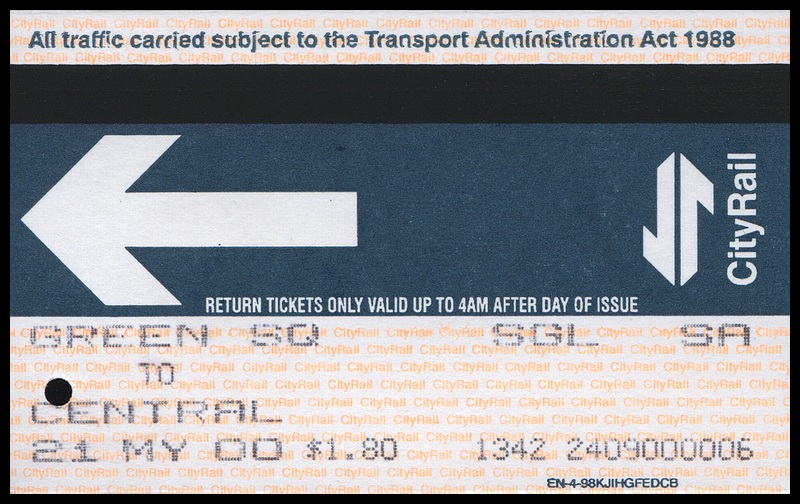 All traffic carried subject to the Transport Administration Act 1988
CityRail
RETURN TICKETS ONLY VALID UP TO 4AM AFTER DAY OF ISSUE
GREEN SQ SGL SA
TO
CENTRAL
21 MY 00 $1.80 1342 2409000006
EN-4-98KJIHGFEDCB